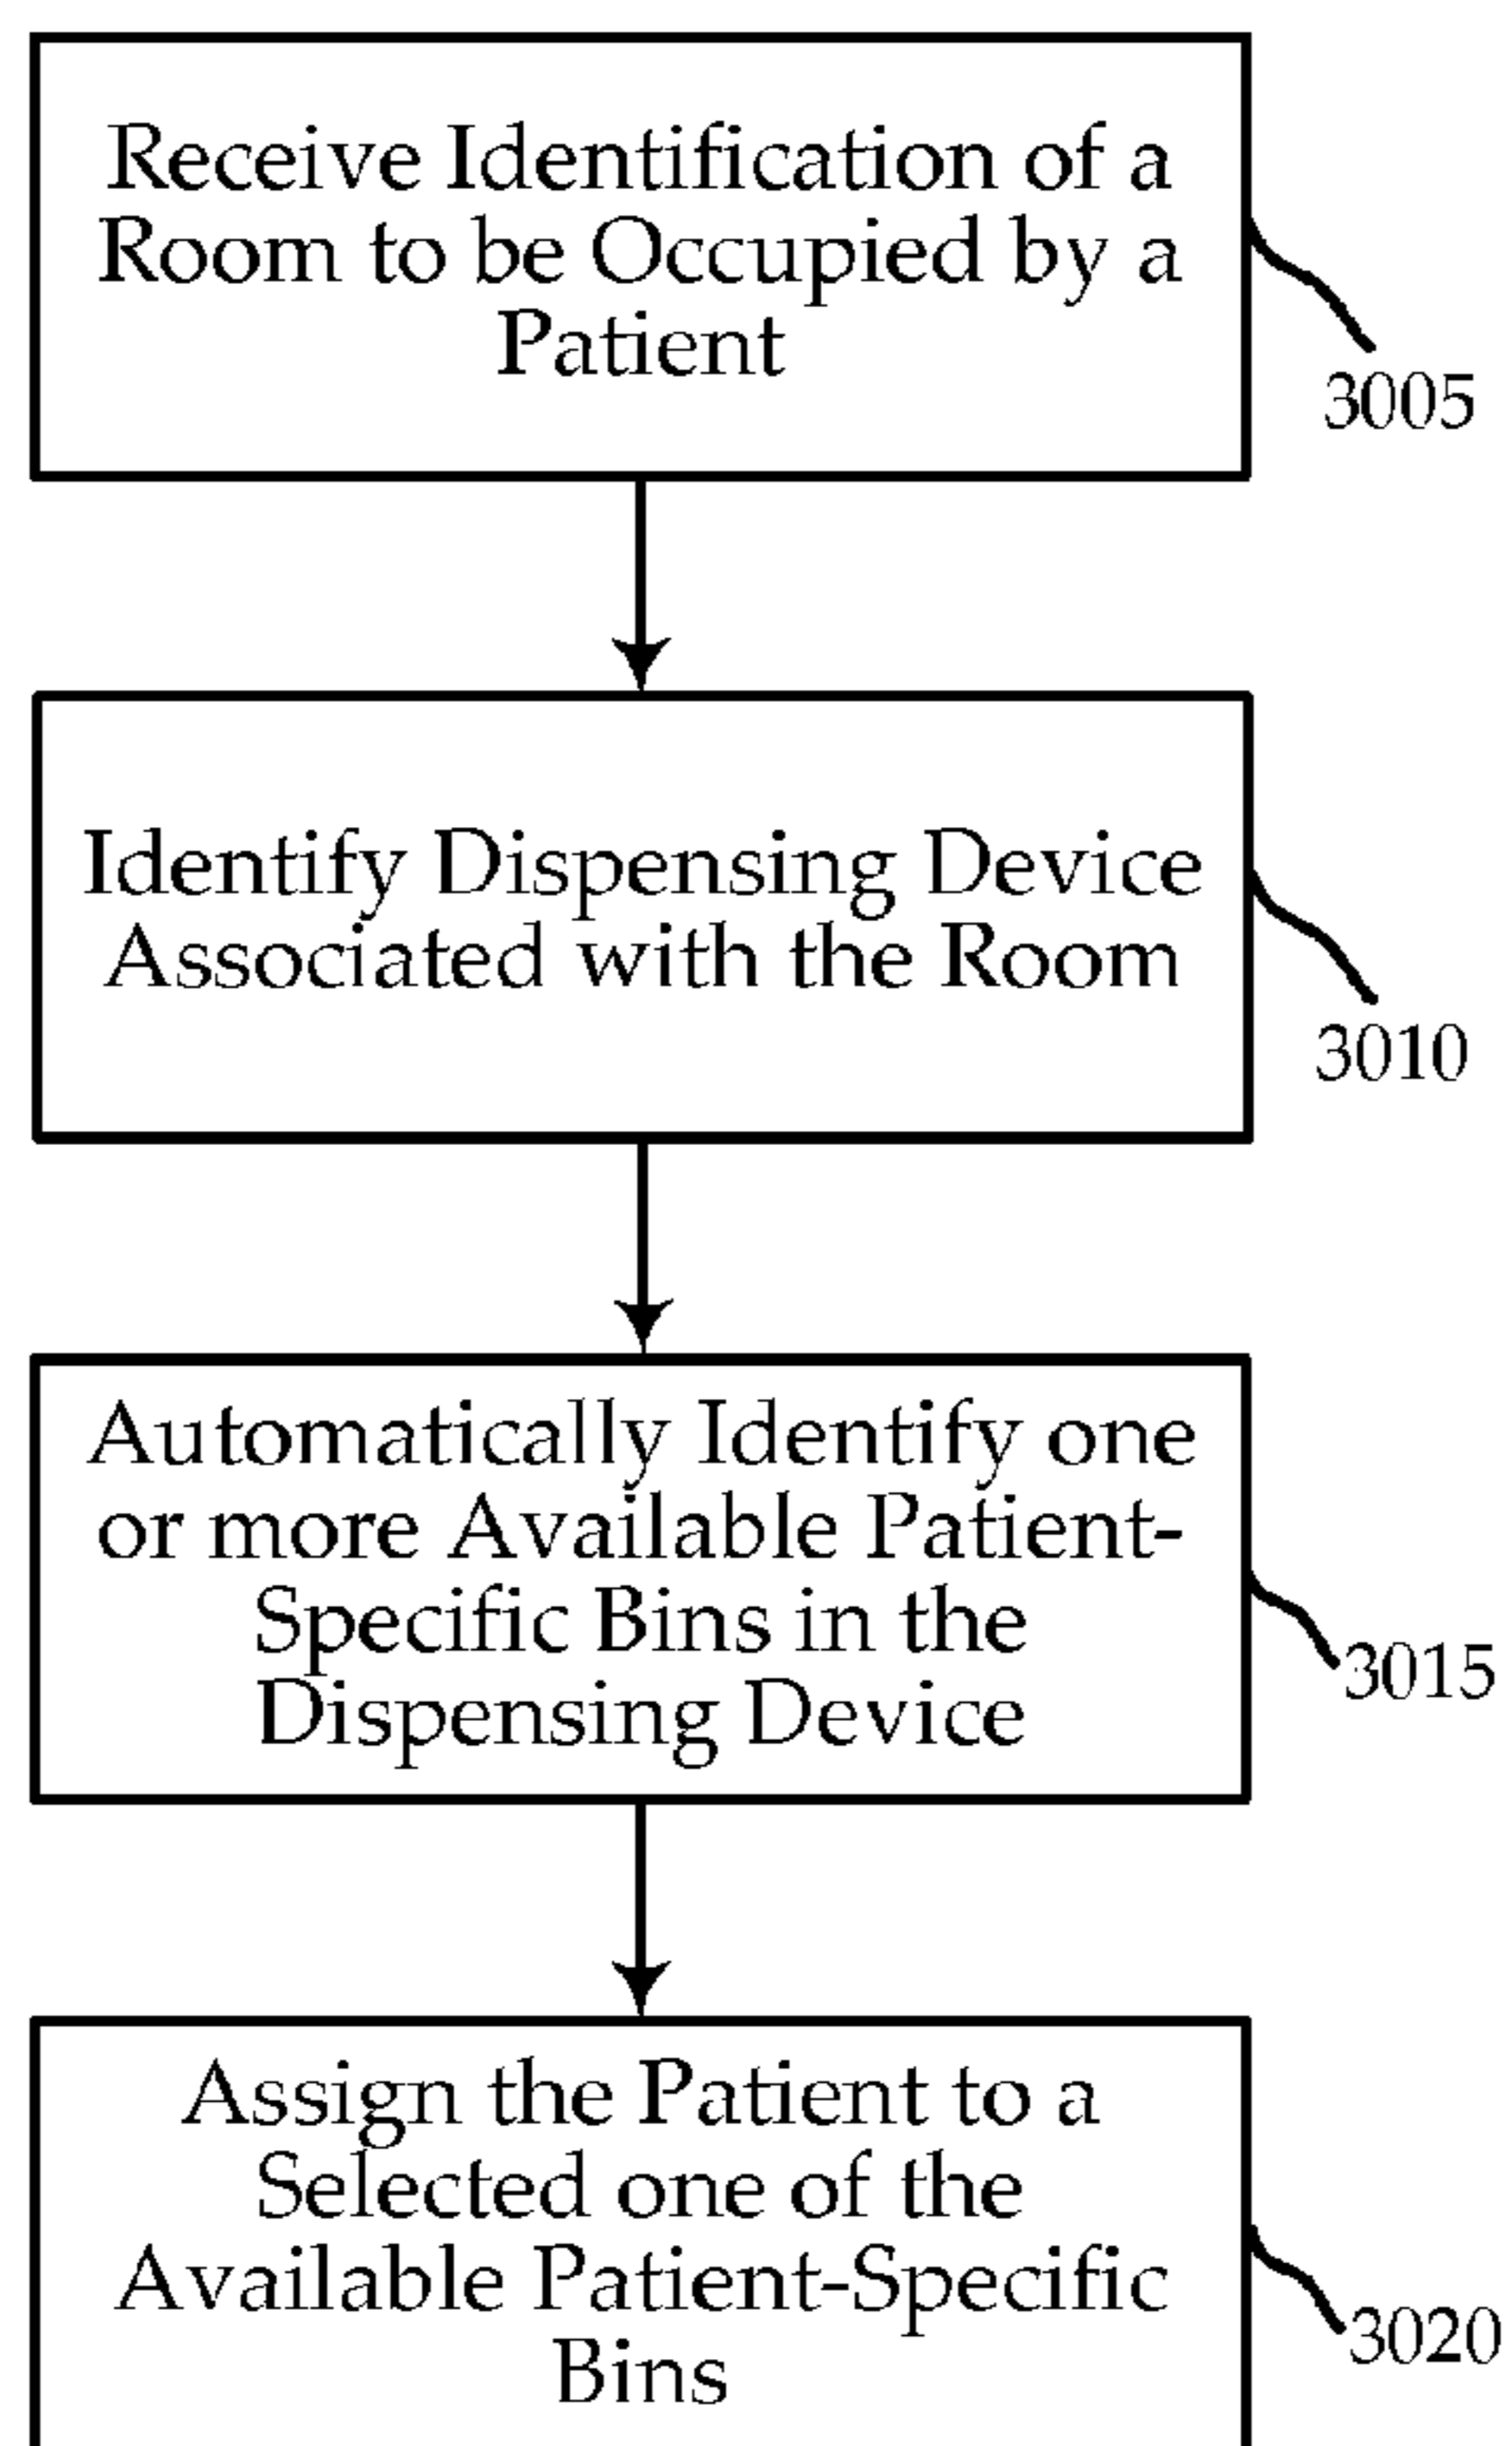 Receive Identification of a
Room to be Occupied by a
Patient
3005
Identify Dispensing Device
Associated with the Room
3010
Automatically Identify one
or more Available Patient-
Specific Bins in the
Dispensing Device
3015
Assign the Patient to a
Selected one of the
Available Patient-Specific
Bins
3020